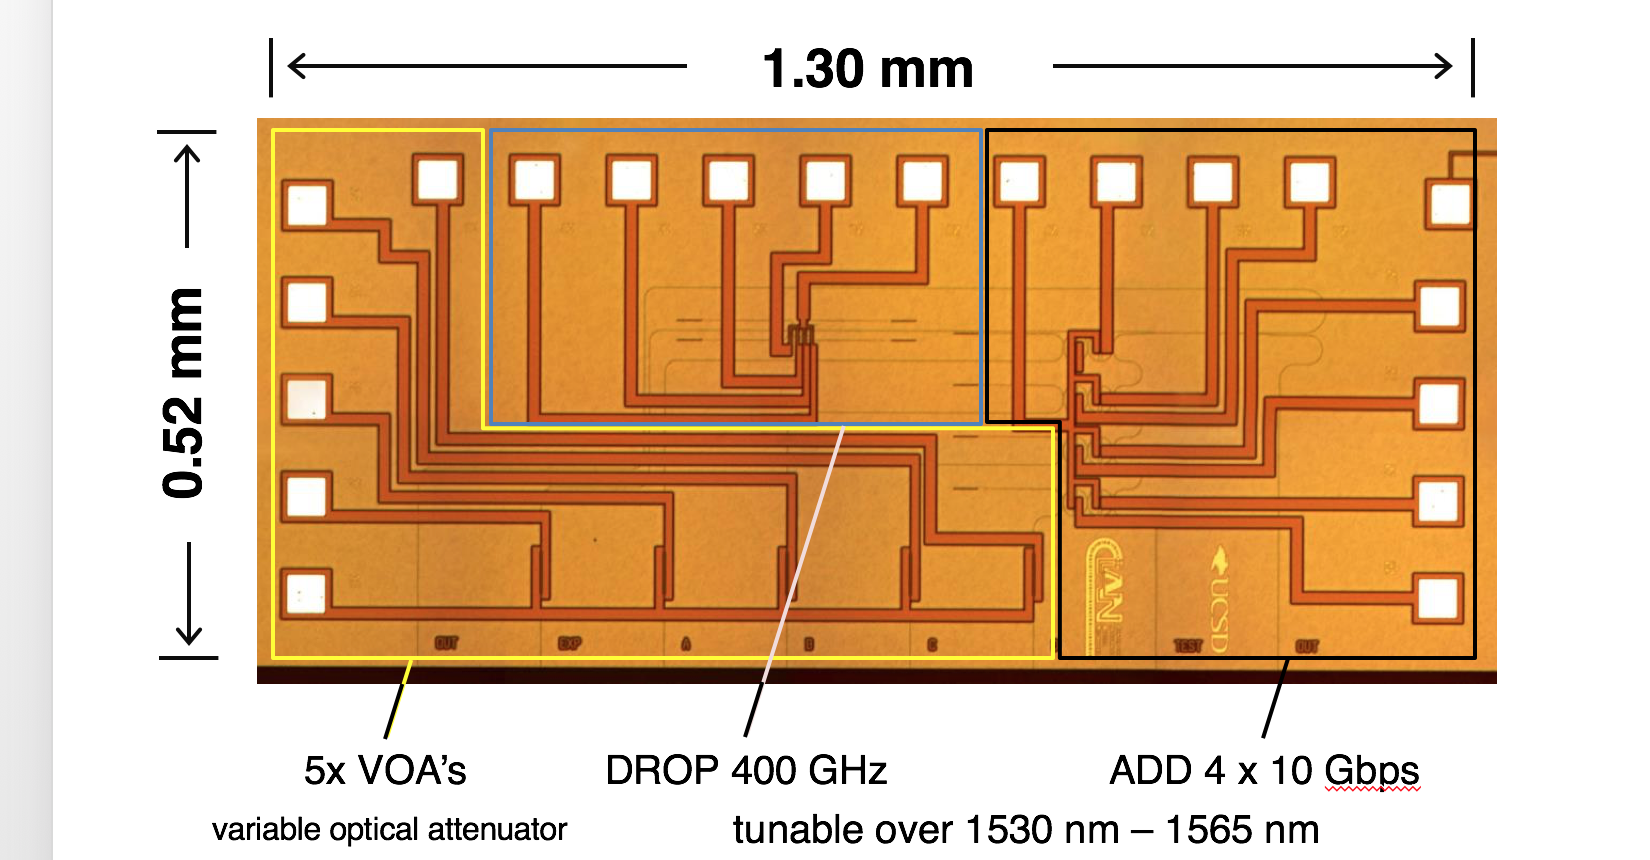 1.30 mm
0.52 mm
CIAN
UCSD
OUT
EXP
A
B
C
TEST
OUT
5x VOA's
DROP 400 GHz
ADD 4 x 10 Gbps
variable optical attenuator
tunable over 1530 nm – 1565 nm